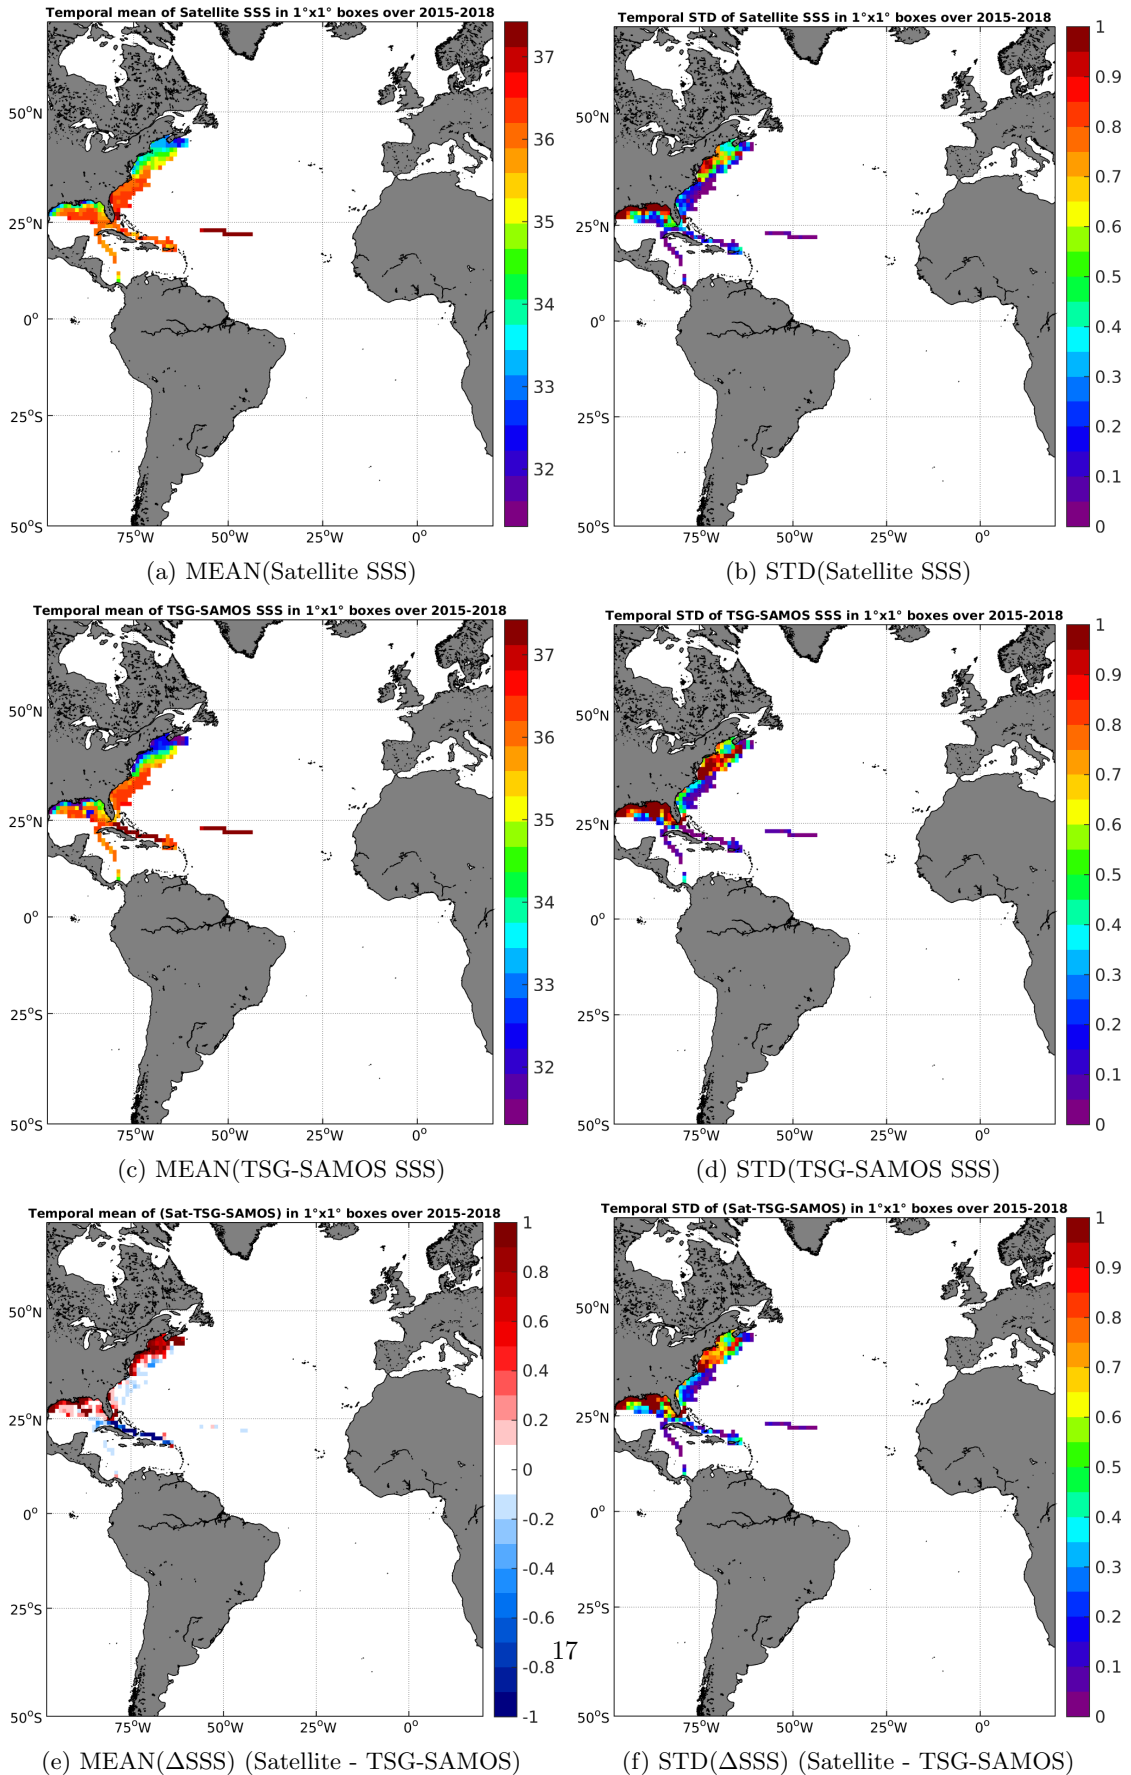 Temporal mean of Satellite SSS in 1°x1° boxes over 2015-2018
50°N
25°N
0°
25°S
50°S
75°W
50°W
25°W
0°
37
36
35
34
33
32
(a) MEAN(Satellite SSS)
Temporal STD of Satellite SSS in 1°x1° boxes over 2015-2018
50°N
25°N
0°
25°S
50°S
75°W
50°W
25°W
0°
1
0.9
0.8
0.7
0.6
0.5
0.4
0.3
0.2
0.1
0
(b) STD(Satellite SSS)
Temporal mean of TSG-SAMOS SSS in 1°x1° boxes over 2015-2018
50°N
25°N
0°
25°S
50°S
75°W
50°W
25°W
0°
37
36
35
34
33
32
(c) MEAN(TSG-SAMOS SSS)
Temporal STD of TSG-SAMOS SSS in 1°x1° boxes over 2015-2018
50°N
25°N
0°
25°S
50°S
75°W
50°W
25°W
0°
1
0.9
0.8
0.7
0.6
0.5
0.4
0.3
0.2
0.1
0
(d) STD(TSG-SAMOS SSS)
Temporal mean of (Sat-TSG-SAMOS) in 1°x1° boxes over 2015-2018
50°N
25°N
0°
25°S
50°S
75°W
50°W
25°W
0°
1
0.8
0.6
0.4
0.2
0
-0.2
-0.4
-0.6
-0.8
-1
(e) MEAN(ΔSSS) (Satellite - TSG-SAMOS)
Temporal STD of (Sat-TSG-SAMOS) in 1°x1° boxes over 2015-2018
50°N
25°N
0°
25°S
50°S
75°W
50°W
25°W
0°
1
0.9
0.8
0.7
0.6
0.5
0.4
0.3
0.2
0.1
0
(f) STD(ΔSSS) (Satellite - TSG-SAMOS)
17